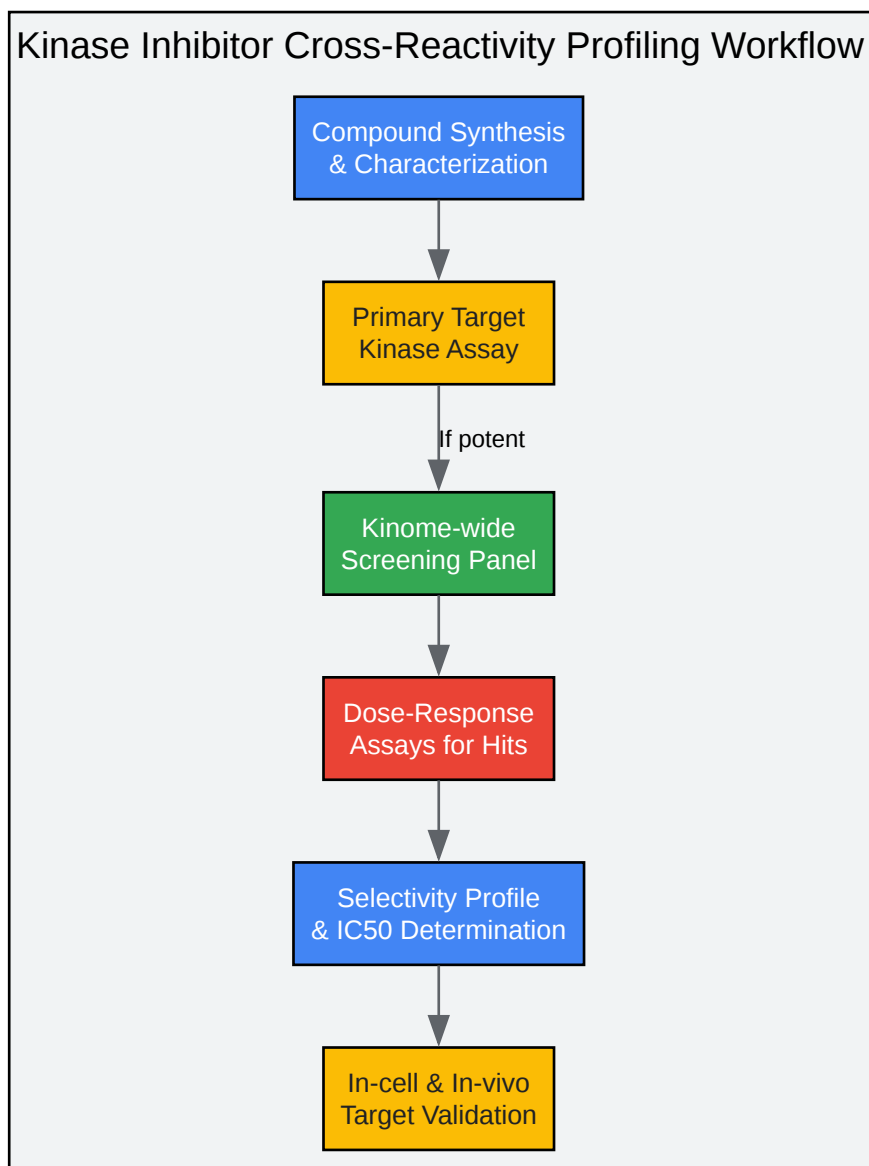 Kinase Inhibitor Cross-Reactivity Profiling Workflow
Compound Synthesis
& Characterization
Primary Target
Kinase Assay
If potent
Kinome-wide
Screening Panel
Dose-Response
Assays for Hits
Selectivity Profile
& IC50 Determination
In-cell & In-vivo
Target Validation